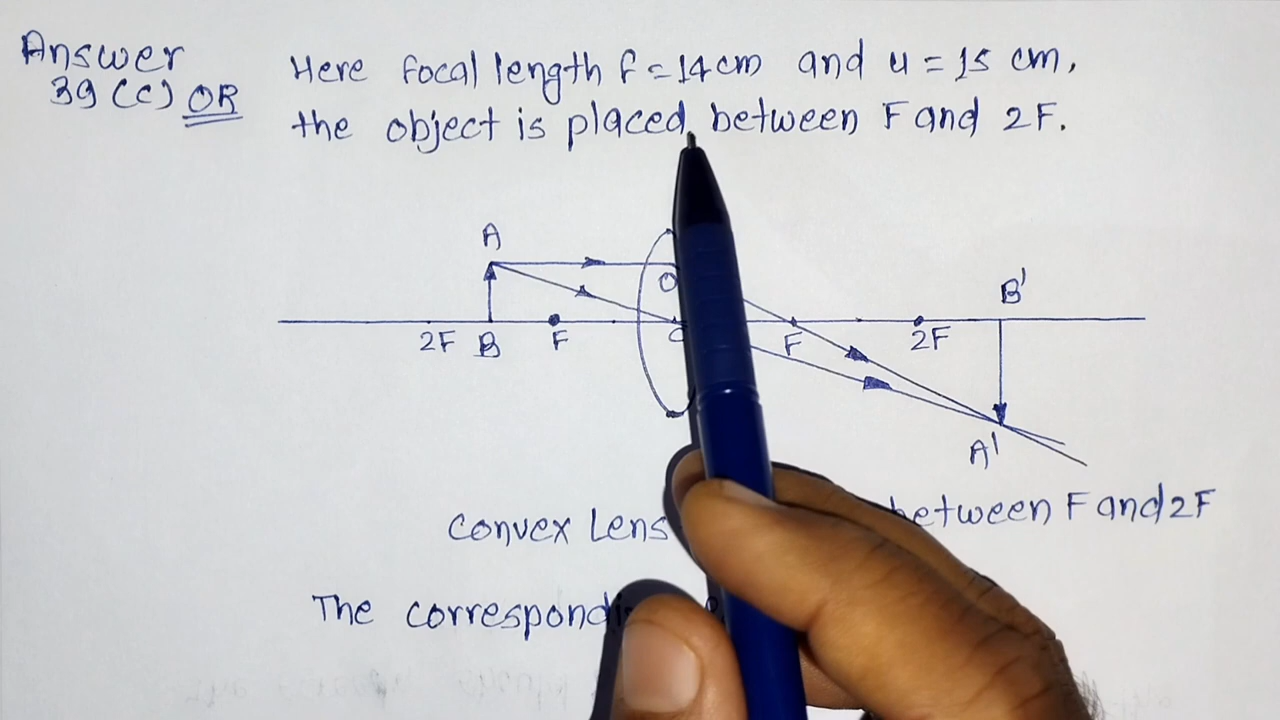 Answer
39 (c) OR
Here focal length f = 14 cm and u = 15 cm,
the object is placed between F and 2F.
A
O
B'
2F B F C F 2F
A'
Convex Lens between F and 2F
The